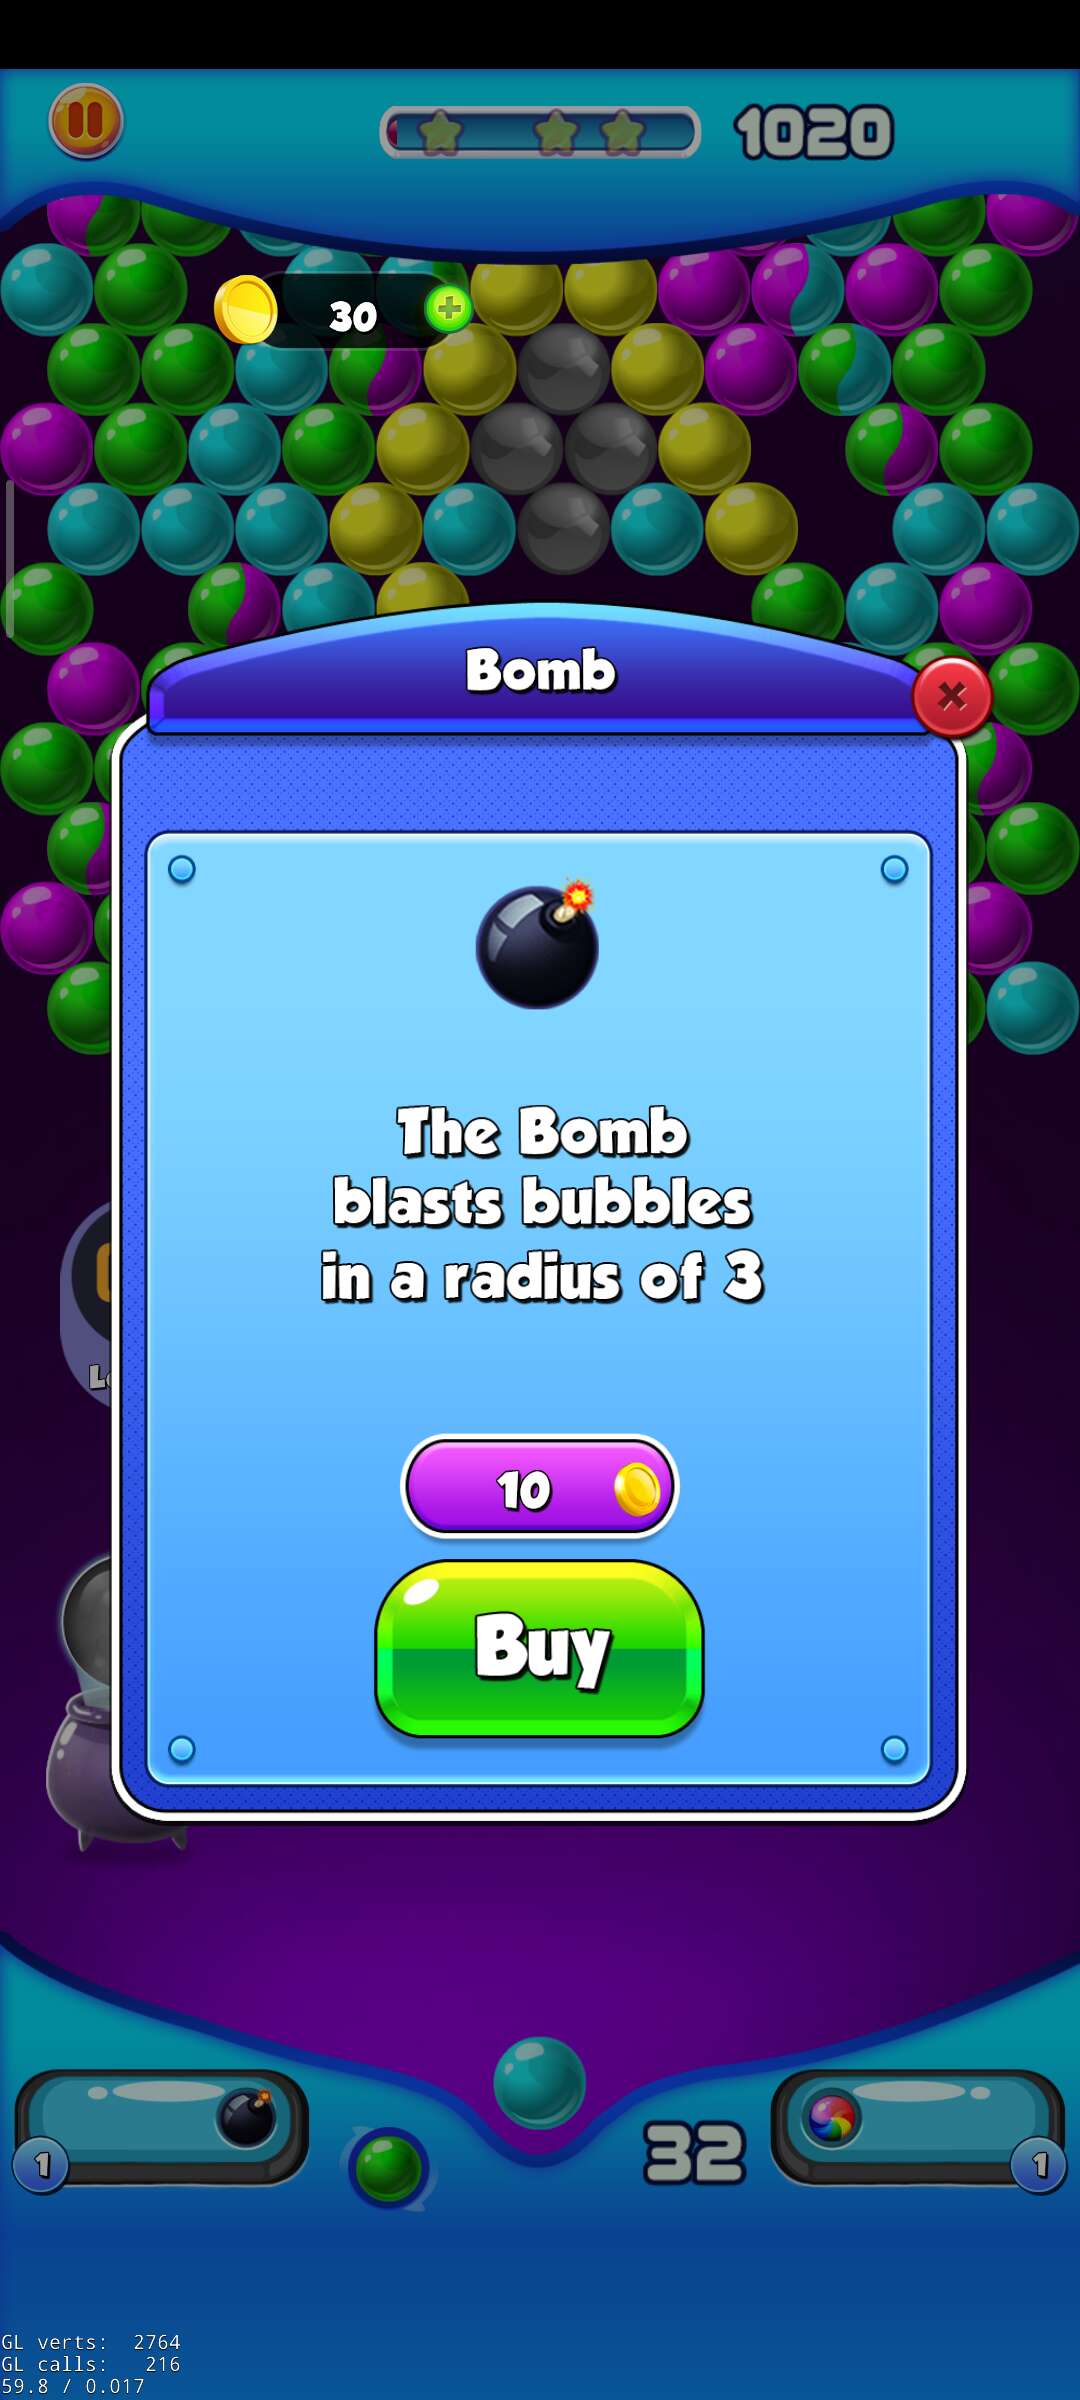 1020
30
Bomb
The Bomb
blasts bubbles
in a radius of 3
10
Buy
1
32
1
GL verts: 2764
GL calls: 216
59.8 / 0.017